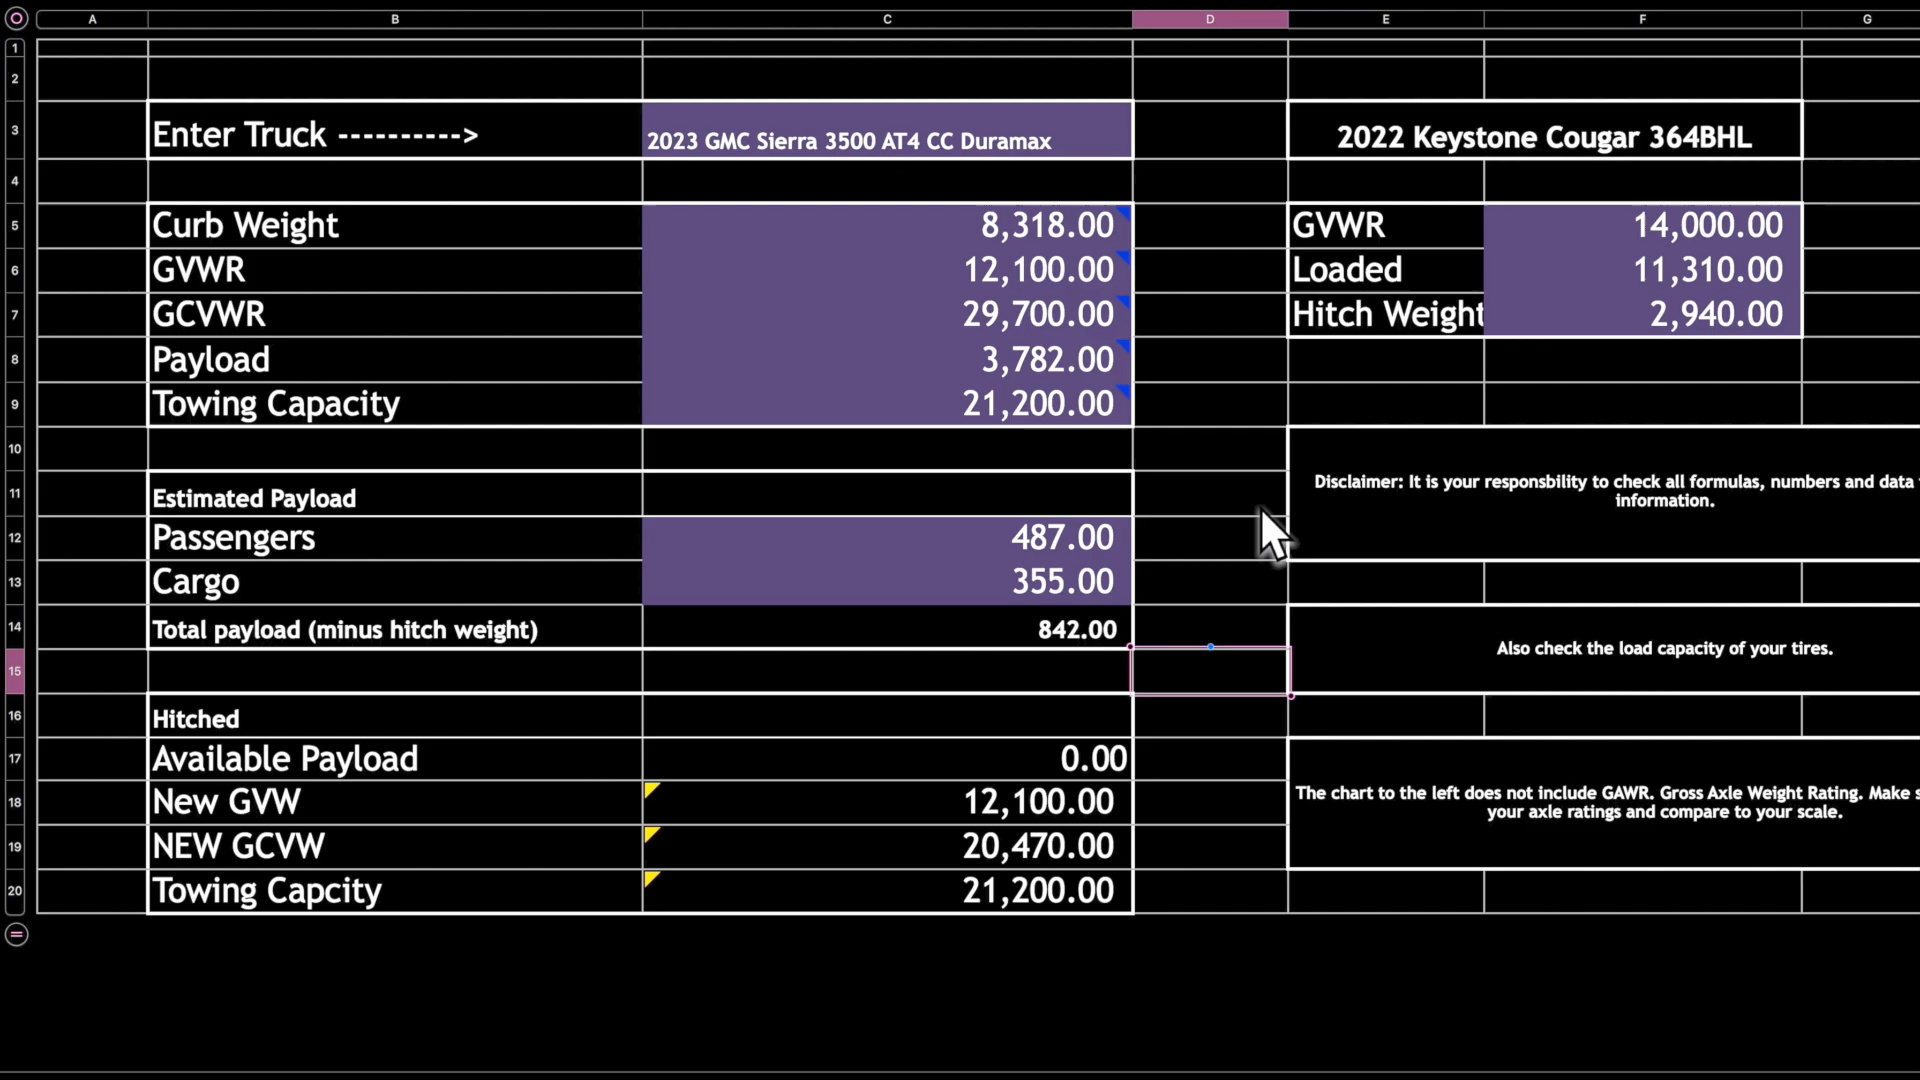 A B C D E F G
1
2
3 Enter Truck ----------> 2023 GMC Sierra 3500 AT4 CC Duramax 2022 Keystone Cougar 364BHL
4
5 Curb Weight 8,318.00 GVWR 14,000.00
6 GVWR 12,100.00 Loaded 11,310.00
7 GCVWR 29,700.00 Hitch Weight 2,940.00
8 Payload 3,782.00
9 Towing Capacity 21,200.00
10
Disclaimer: It is your responsbility to check all formulas, numbers and data
information.
11 Estimated Payload
12 Passengers 487.00
13 Cargo 355.00
14 Total payload (minus hitch weight) 842.00
Also check the load capacity of your tires.
15
16 Hitched
17 Available Payload 0.00
The chart to the left does not include GAWR. Gross Axle Weight Rating. Make
your axle ratings and compare to your scale.
18 New GVW 12,100.00
19 NEW GCVW 20,470.00
20 Towing Capcity 21,200.00